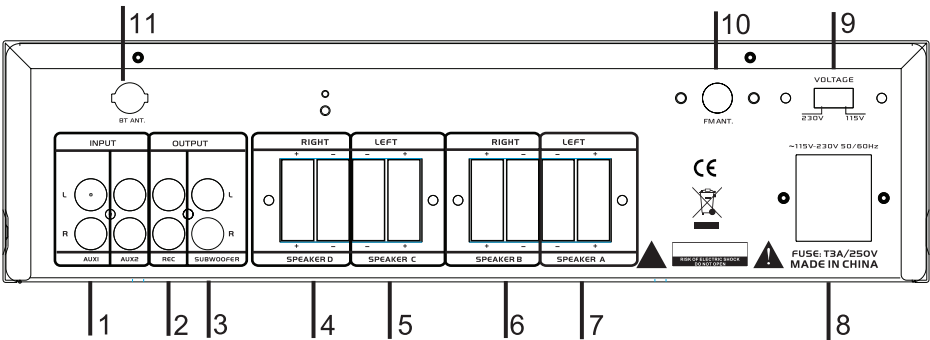 11
10
9
VOLTAGE
230V 115V
BT ANT.
FM ANT.
INPUT OUTPUT
RIGHT LEFT RIGHT LEFT
+ - - + + - - +
~115V-230V 50/60Hz
CE
L L
R R
+ - - + + - - +
AUX1 AUX2 REC SUBWOOFER
SPEAKER D SPEAKER C SPEAKER B SPEAKER A
!
RISK OF ELECTRIC SHOCK
DO NOT OPEN
FUSE: T3A/250V
MADE IN CHINA
1 2 3 4 5 6 7 8